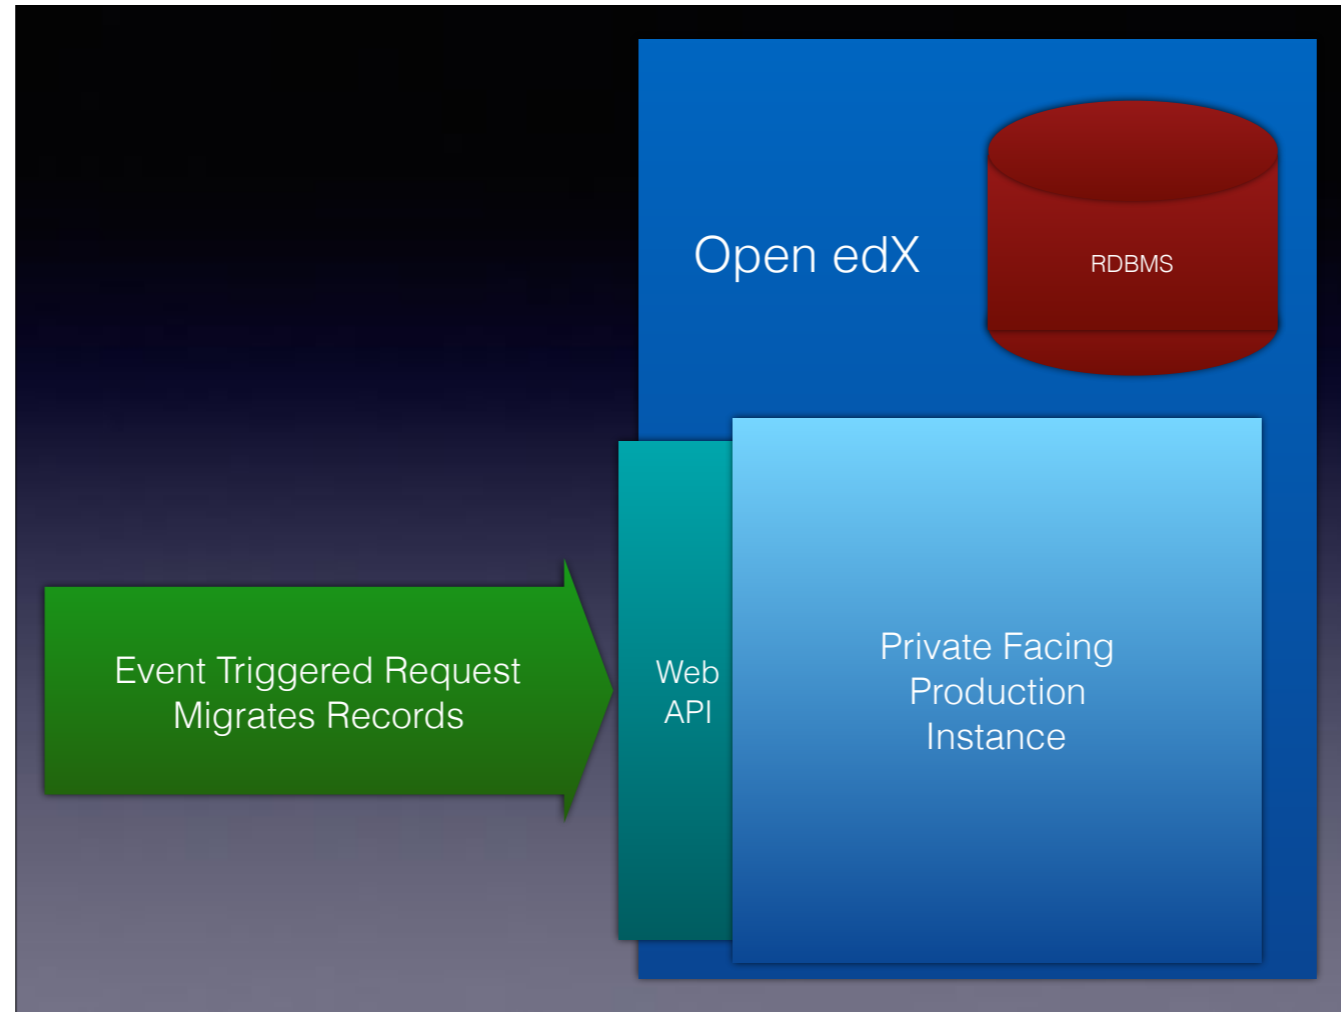 Open edX
RDBMS
Event Triggered Request
Migrates Records
Web
API
Private Facing
Production
Instance